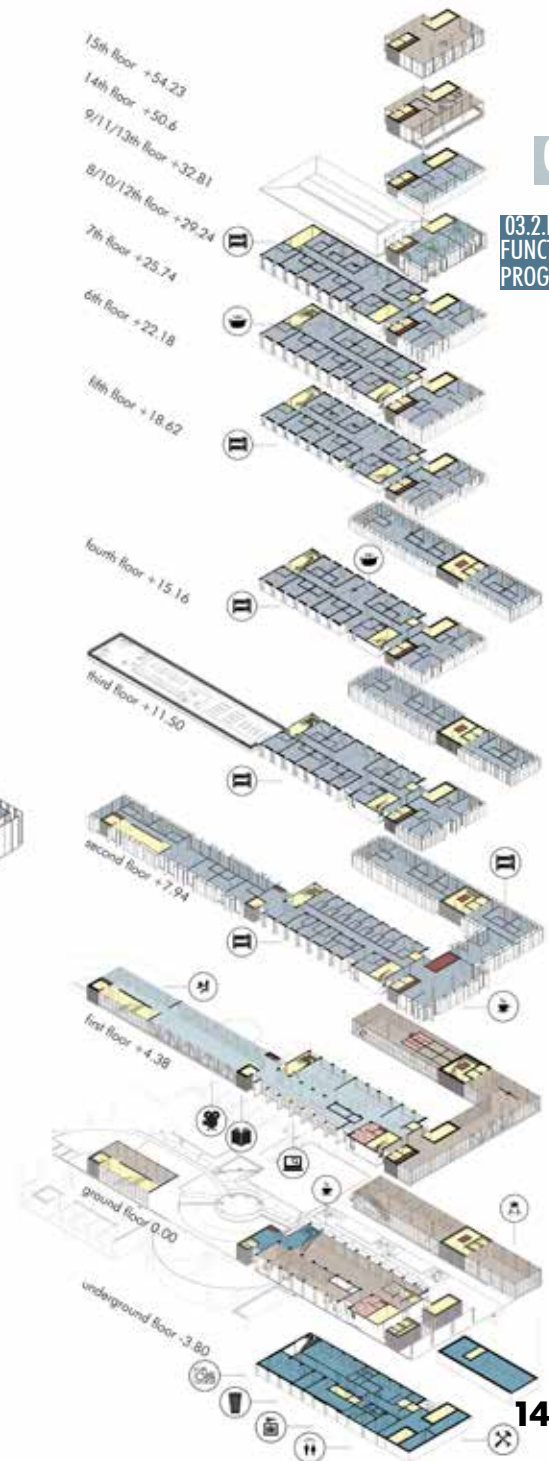 15th floor +54.23
14th floor +50.6
9/11/13th floor +32.81
8/10/12th floor +29.24
7th floor +25.74
6th floor +22.18
fifth floor +18.62
fourth floor +15.16
third floor +11.50
second floor +7.94
first floor +4.38
ground floor 0.00
underground floor -3.80
03.2.
FUNCT
PROG
14